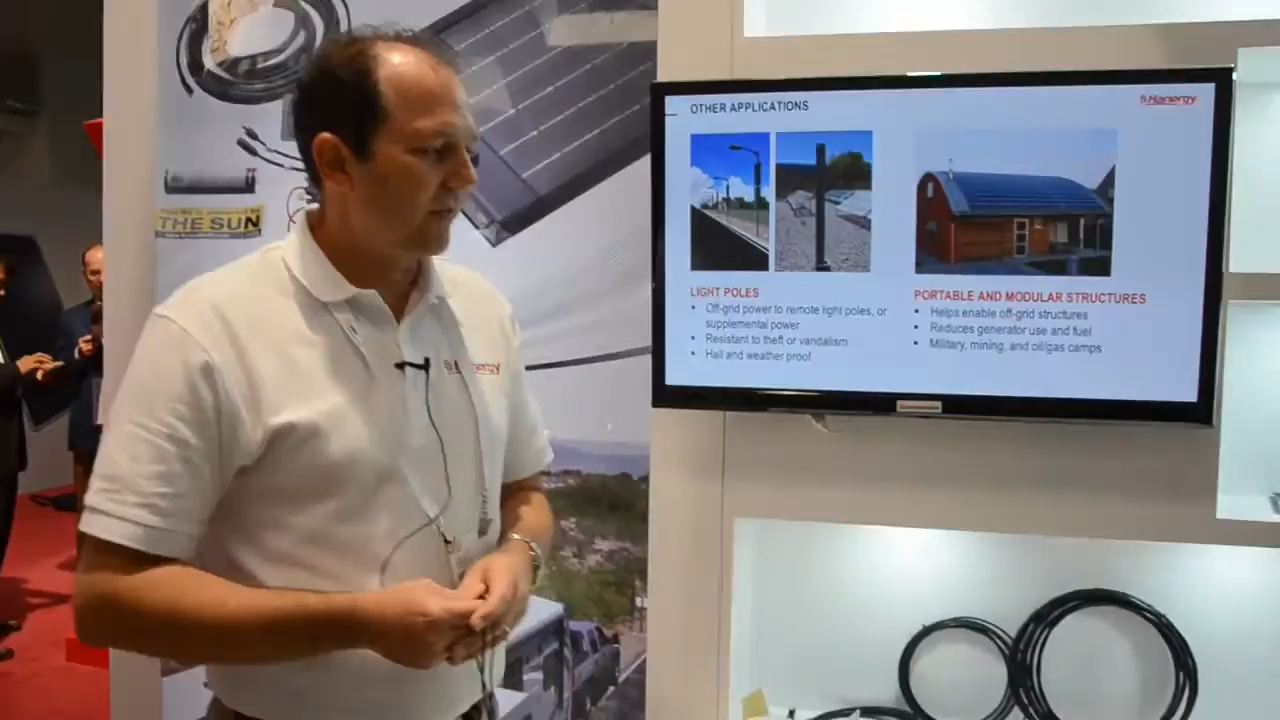 OTHER APPLICATIONS
Hanergy
LIGHT POLES
• Off-grid power to remote light poles, or
supplemental power
• Resistant to theft or vandalism
• Hail and weather proof
PORTABLE AND MODULAR STRUCTURES
• Helps enable off-grid structures
• Reduces generator use and fuel
• Military, mining, and oil/gas camps
THE SUN